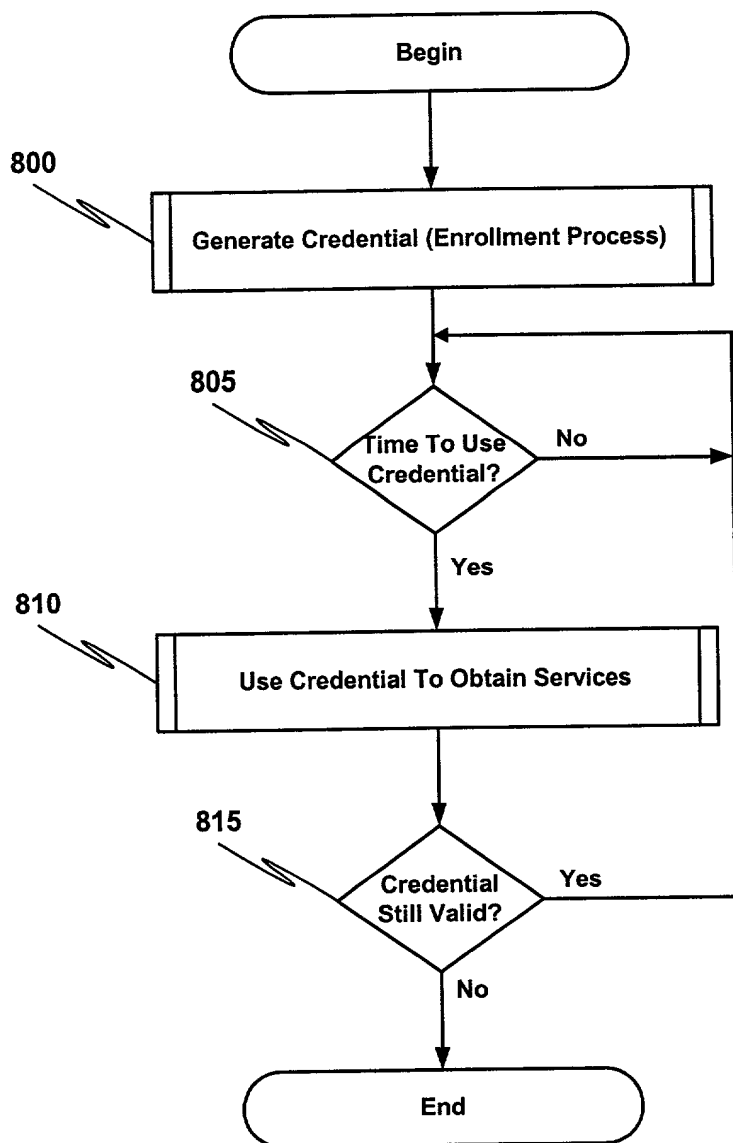 Begin
800
Generate Credential (Enrollment Process)
805
Time To Use
Credential?
No
Yes
810
Use Credential To Obtain Services
815
Credential
Still Valid?
Yes
No
End